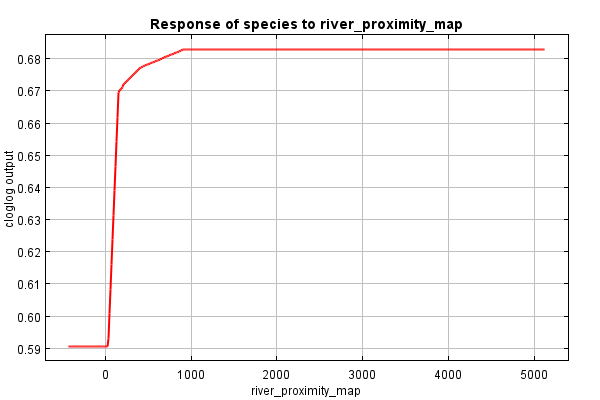 Response of species to river_proximity_map
cloglog output
0.68
0.67
0.66
0.65
0.64
0.63
0.62
0.61
0.60
0.59
0 1000 2000 3000 4000 5000
river_proximity_map